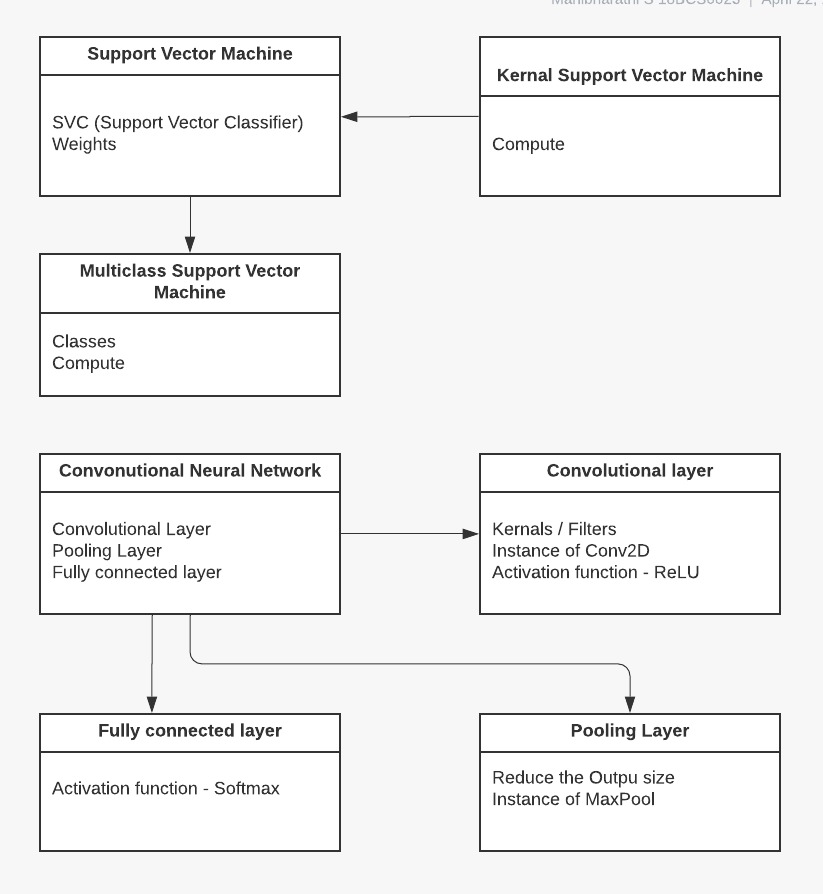 Support Vector Machine
SVC (Support Vector Classifier)
Weights
Kernal Support Vector Machine
Compute
Multiclass Support Vector
Machine
Classes
Compute
Convonutional Neural Network
Convolutional Layer
Pooling Layer
Fully connected layer
Convolutional layer
Kernals / Filters
Instance of Conv2D
Activation function - ReLU
Fully connected layer
Activation function - Softmax
Pooling Layer
Reduce the Outpu size
Instance of MaxPool